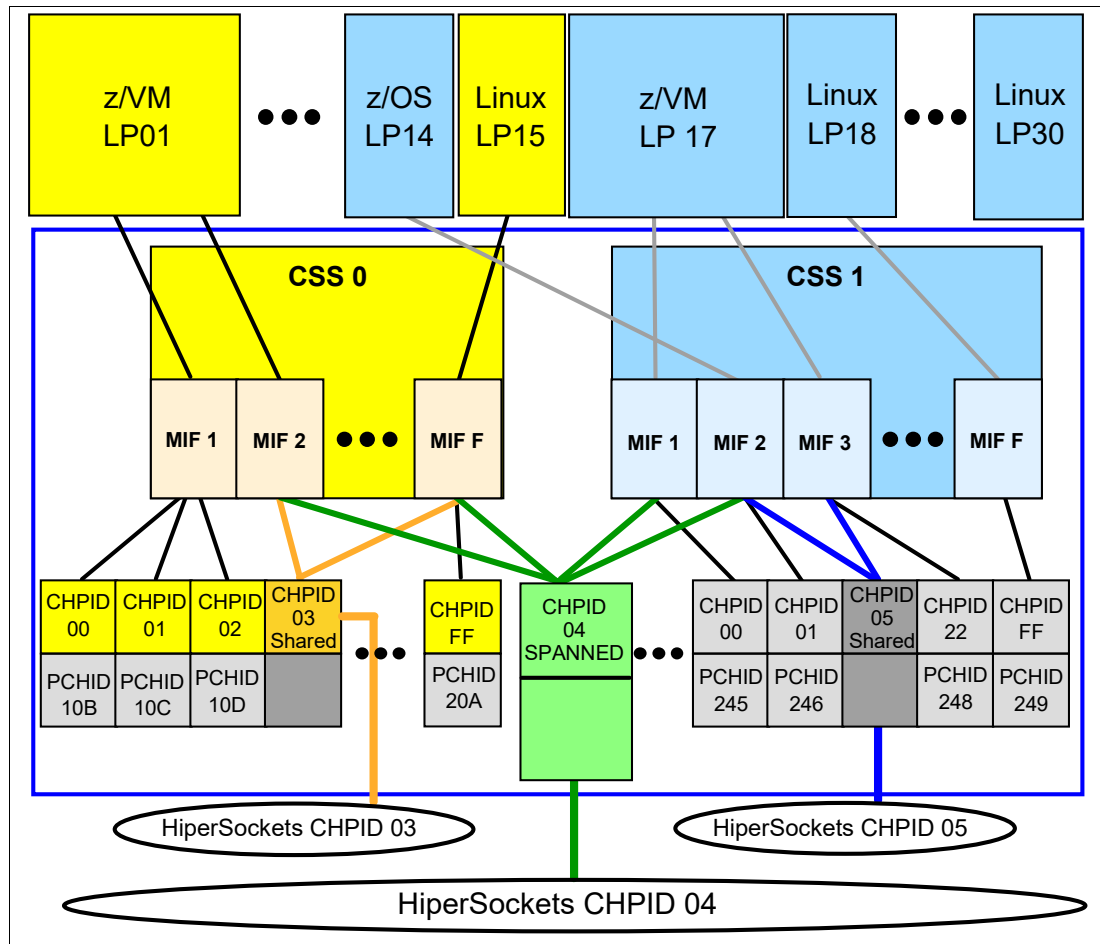 z/VM
LP01
z/OS
LP14
Linux
LP15
z/VM
LP 17
Linux
LP18
Linux
LP30
CSS 0
CSS 1
MIF 1
MIF 2
MIF F
MIF 1
MIF 2
MIF 3
MIF F
CHPID
00
CHPID
01
CHPID
02
CHPID
03
Shared
CHPID
FF
CHPID
04
SPANNED
CHPID
00
CHPID
01
CHPID
05
Shared
CHPID
22
CHPID
FF
PCHID
10B
PCHID
10C
PCHID
10D
PCHID
20A
PCHID
245
PCHID
246
PCHID
248
PCHID
249
HiperSockets CHPID 03
HiperSockets CHPID 05
HiperSockets CHPID 04